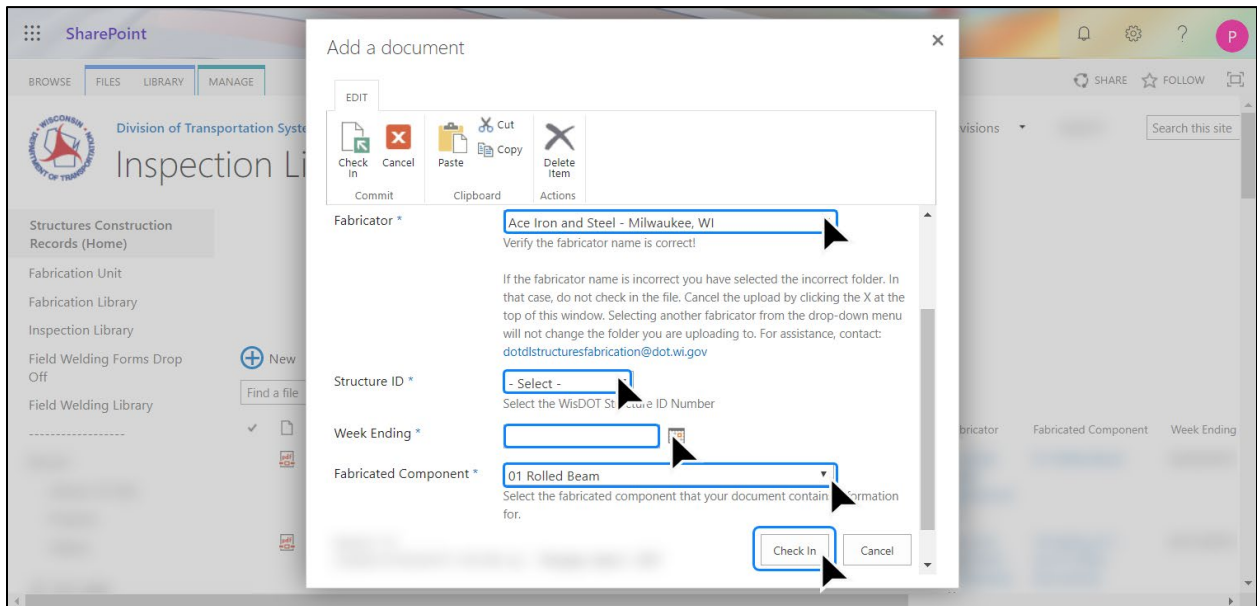 SharePoint
P
BROWSE FILES LIBRARY MANAGE
SHARE FOLLOW
WISCONSIN DEPARTMENT OF TRANSPORTATION
Division of Transportation Syste
Inspection Li
visions
Search this site
Structures Construction
Records (Home)
Fabrication Unit
Fabrication Library
Inspection Library
Field Welding Forms Drop
Off
Field Welding Library
------------------
New
Find a file
Add a document
EDIT
Check
In
Cancel
Paste
Cut
Copy
Delete
Item
Commit Clipboard Actions
Fabricator *
Ace Iron and Steel - Milwaukee, WI
Verify the fabricator name is correct!
If the fabricator name is incorrect you have selected the incorrect folder. In
that case, do not check in the file. Cancel the upload by clicking the X at the
top of this window. Selecting another fabricator from the drop-down menu
will not change the folder you are uploading to. For assistance, contact:
dotdlstructuresfabrication@dot.wi.gov
Structure ID *
- Select -
Select the WisDOT Structure ID Number
Week Ending *
Fabricated Component *
01 Rolled Beam
Select the fabricated component that your document contain formation
for.
Check In Cancel
bricator Fabricated Component Week Ending
pdf
pdf